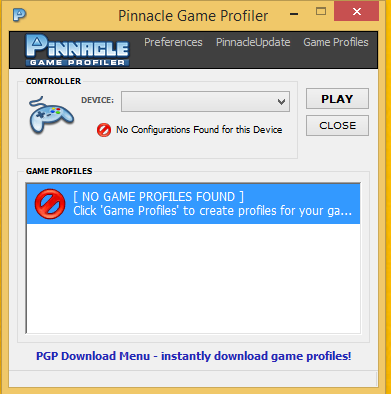 Pinnacle Game Profiler
PINNACLE
GAME PROFILER
Preferences PinnacleUpdate Game Profiles
CONTROLLER
DEVICE:
No Configurations Found for this Device
PLAY
CLOSE
GAME PROFILES
[ NO GAME PROFILES FOUND ]
Click 'Game Profiles' to create profiles for your ga...
PGP Download Menu - instantly download game profiles!